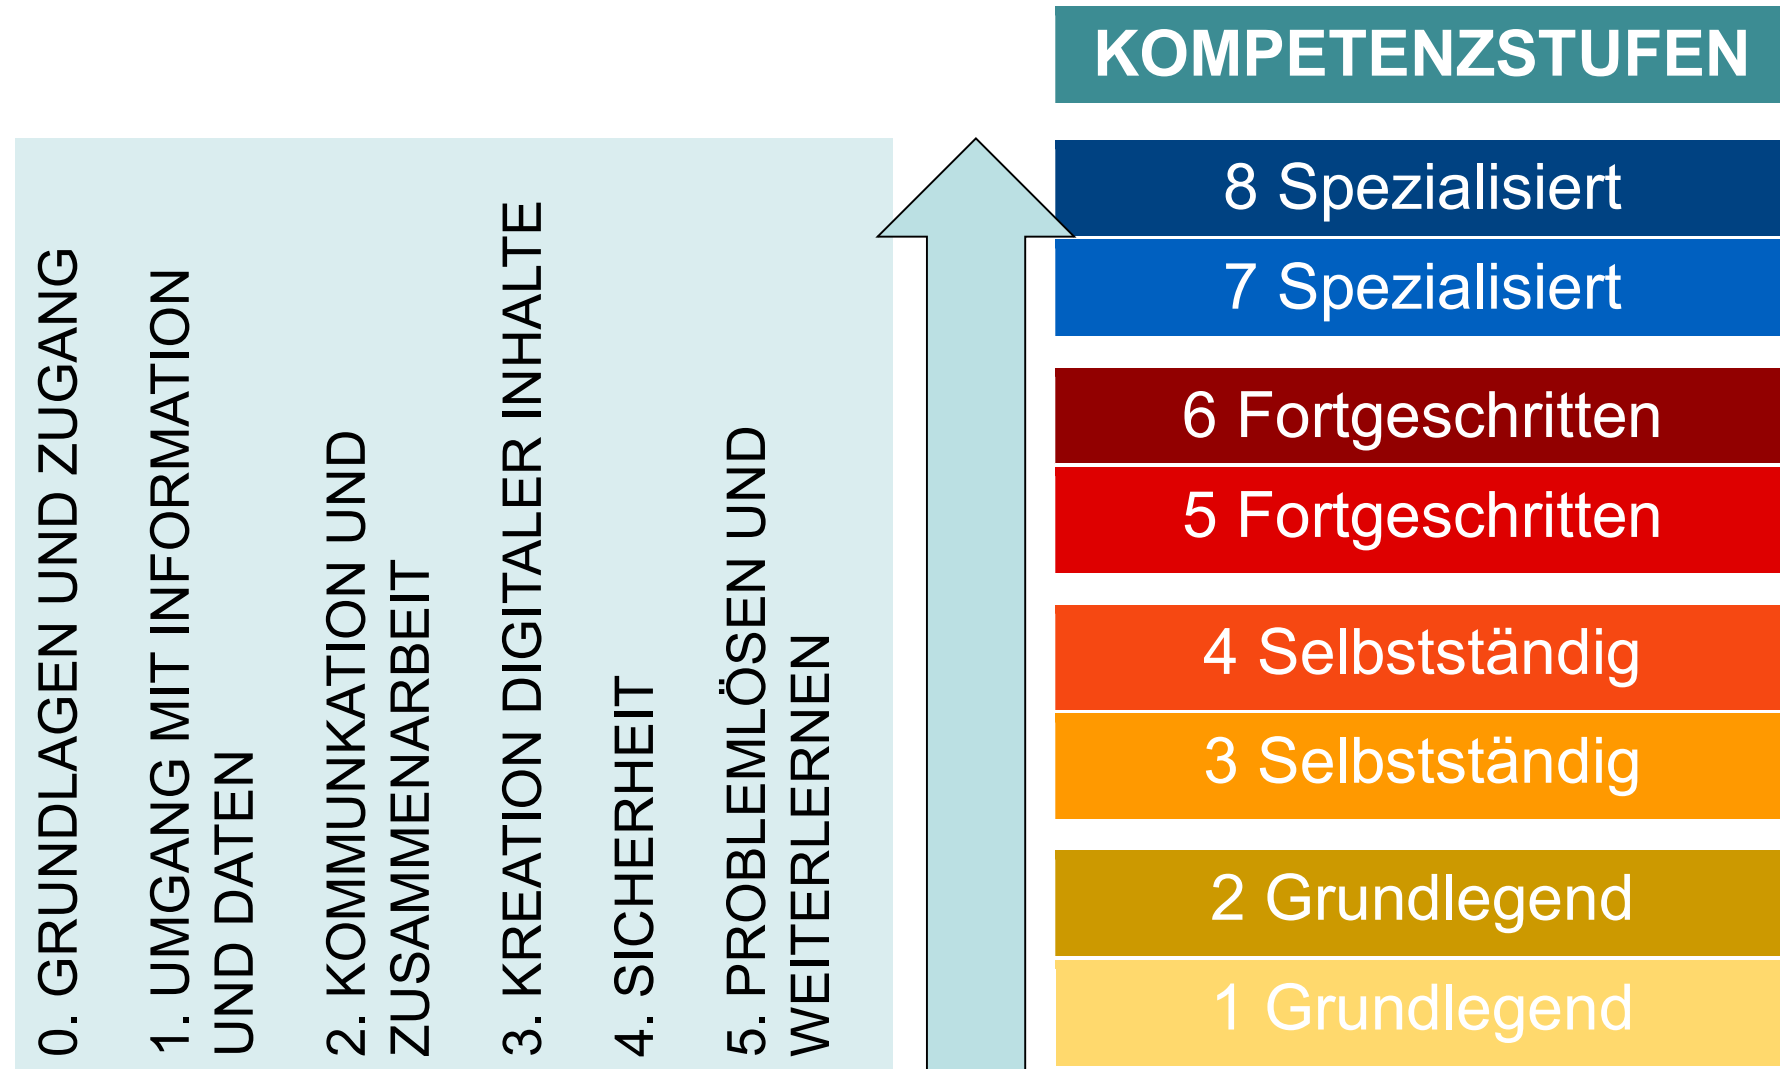 KOMPETENZSTUFEN
0. GRUNDLAGEN UND ZUGANG
1. UMGANG MIT INFORMATION
UND DATEN
2. KOMMUNKATION UND
ZUSAMMENARBEIT
3. KREATION DIGITALER INHALTE
4. SICHERHEIT
5. PROBLEMLÖSEN UND
WEITERLERNEN
8 Spezialisiert
7 Spezialisiert
6 Fortgeschritten
5 Fortgeschritten
4 Selbstständig
3 Selbstständig
2 Grundlegend
1 Grundlegend